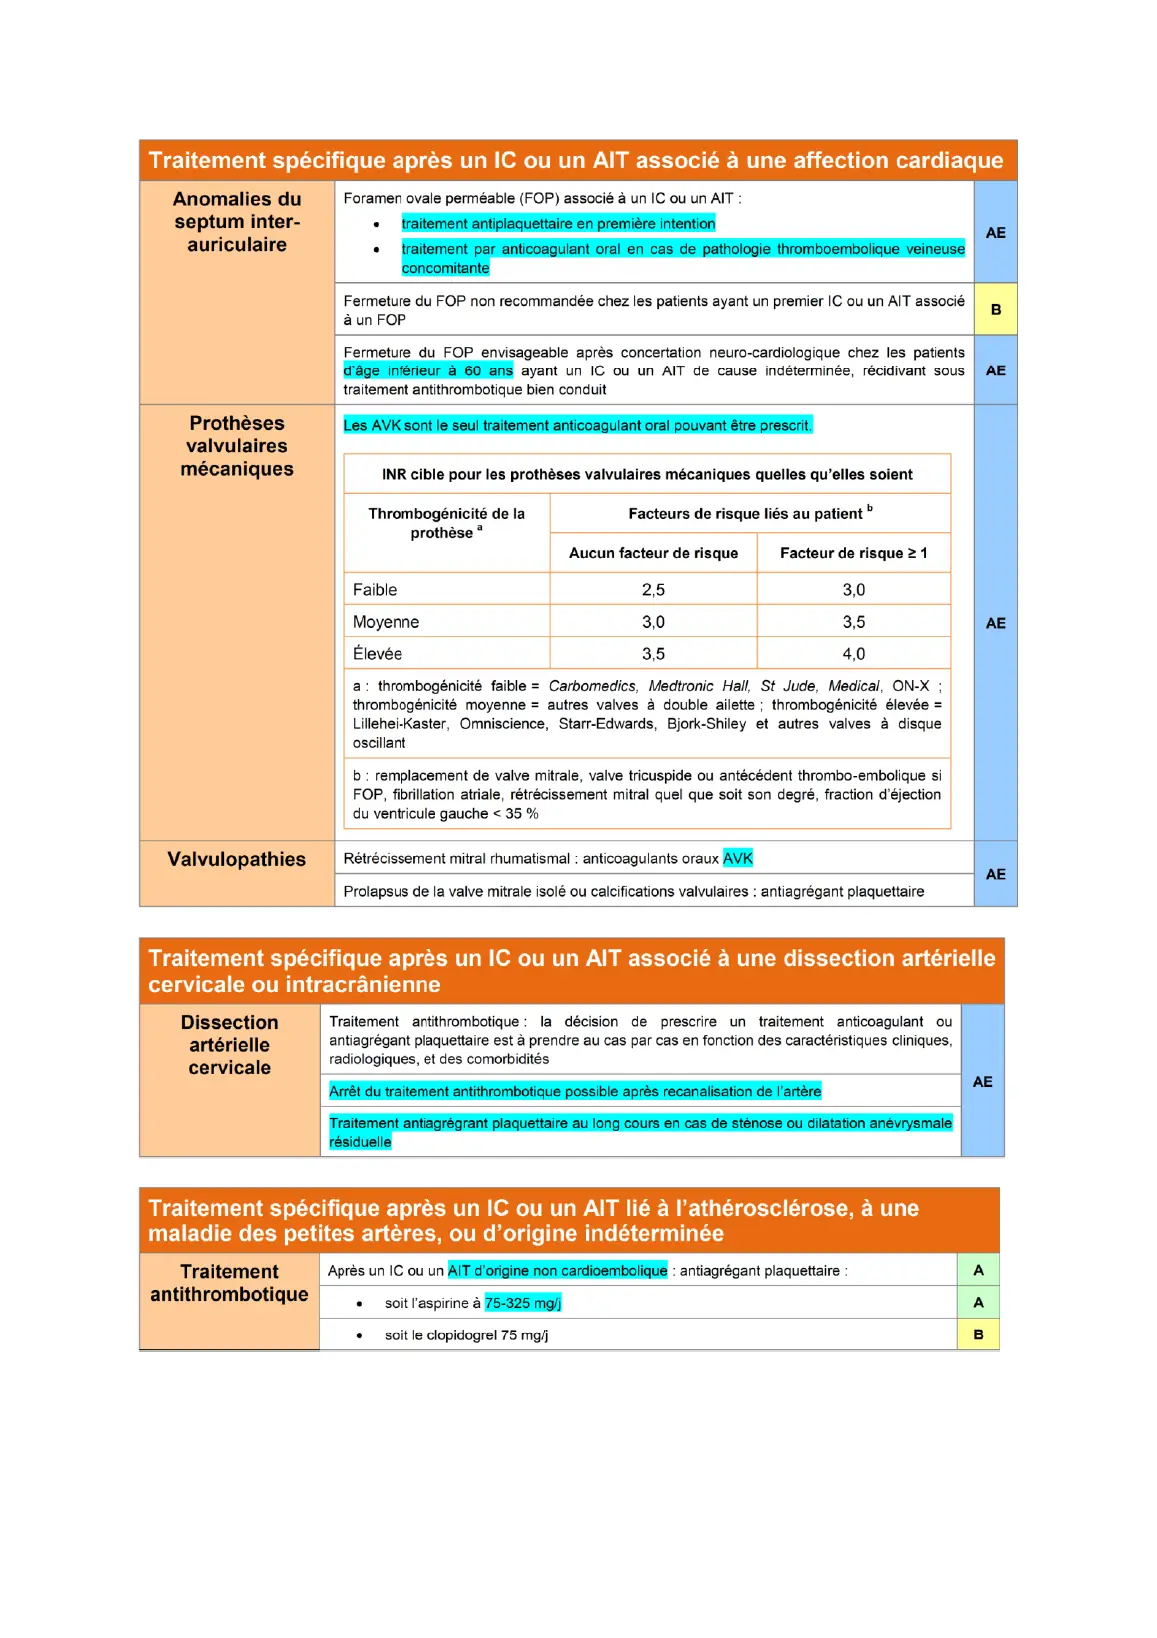 Traitement spécifique après un IC ou un AIT associé à une affection cardiaque
Anomalies du
septum inter-
auriculaire
Foramen ovale perméable (FOP) associé à un IC ou un AIT :
• traitement antiplaquettaire en première intention
• traitement par anticoagulant oral en cas de pathologie thromboembolique veineuse
concomitante
AE
Fermeture du FOP non recommandée chez les patients ayant un premier IC ou un AIT associé
à un FOP
B
Fermeture du FOP envisageable après concertation neuro-cardiologique chez les patients
d'âge inférieur à 60 ans ayant un IC ou un AIT de cause indéterminée, récidivant sous
traitement antithrombotique bien conduit
AE
Prothèses
valvulaires
mécaniques
Les AVK sont le seul traitement anticoagulant oral pouvant être prescrit.
INR cible pour les prothèses valvulaires mécaniques quelles qu'elles soient
Thrombogénicité de la
prothèse a
Facteurs de risque liés au patient b
Aucun facteur de risque
Facteur de risque ≥ 1
Faible 2,5 3,0
Moyenne 3,0 3,5
Élevée 3,5 4,0
a : thrombogénicité faible = Carbomedics, Medtronic Hall, St Jude, Medical, ON-X ;
thrombogénicité moyenne = autres valves à double ailette ; thrombogénicité élevée =
Lillehei-Kaster, Omniscience, Starr-Edwards, Bjork-Shiley et autres valves à disque
oscillant
b : remplacement de valve mitrale, valve tricuspide ou antécédent thrombo-embolique si
FOP, fibrillation atriale, rétrécissement mitral quel que soit son degré, fraction d'éjection
du ventricule gauche < 35 %
AE
Valvulopathies
Rétrécissement mitral rhumatismal : anticoagulants oraux AVK
Prolapsus de la valve mitrale isolé ou calcifications valvulaires : antiagrégant plaquettaire
AE
Traitement spécifique après un IC ou un AIT associé à une dissection artérielle
cervicale ou intracrânienne
Dissection
artérielle
cervicale
Traitement antithrombotique : la décision de prescrire un traitement anticoagulant ou
antiagrégant plaquettaire est à prendre au cas par cas en fonction des caractéristiques cliniques,
radiologiques, et des comorbidités
Arrêt du traitement antithrombotique possible après recanalisation de l'artère
Traitement antiagrégrant plaquettaire au long cours en cas de sténose ou dilatation anévrysmale
résiduelle
AE
Traitement spécifique après un IC ou un AIT lié à l'athérosclérose, à une
maladie des petites artères, ou d'origine indéterminée
Traitement
antithrombotique
Après un IC ou un AIT d'origine non cardioembolique : antiagrégant plaquettaire :
A
• soit l'aspirine à 75-325 mg/j
A
• soit le clopidogrel 75 mg/j
B